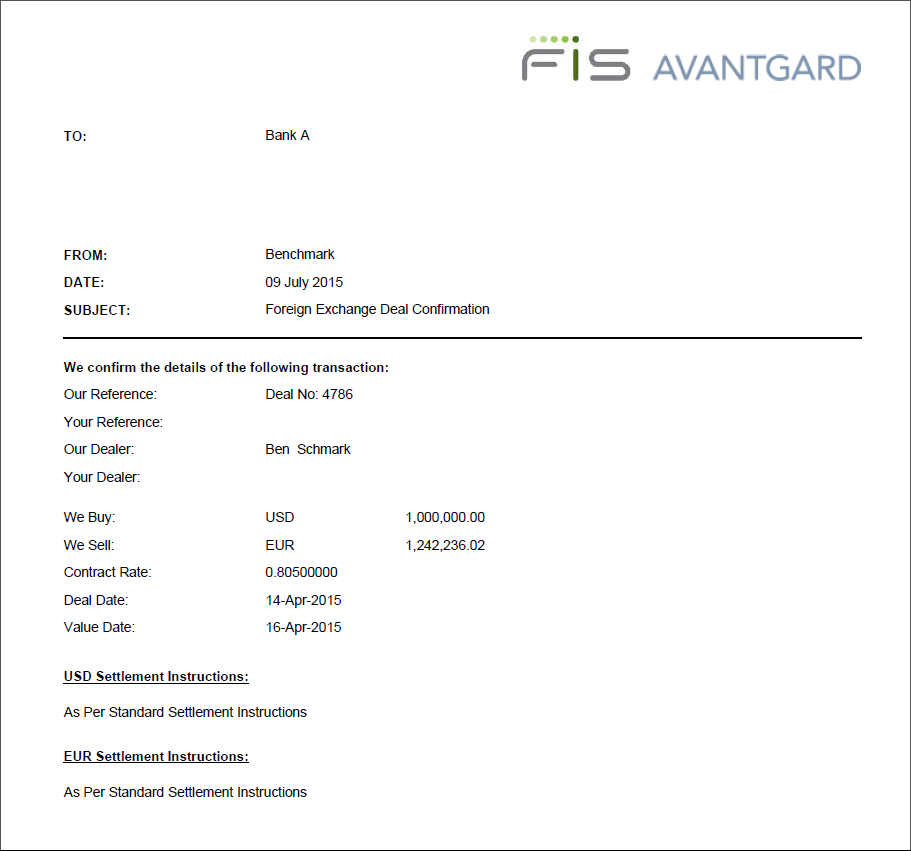 FIS AVANTGARD
TO: Bank A
FROM: Benchmark
DATE: 09 July 2015
SUBJECT: Foreign Exchange Deal Confirmation
We confirm the details of the following transaction:
Our Reference: Deal No: 4786
Your Reference:
Our Dealer: Ben  Schmark
Your Dealer:
We Buy: USD 1,000,000.00
We Sell: EUR 1,242,236.02
Contract Rate: 0.80500000
Deal Date: 14-Apr-2015
Value Date: 16-Apr-2015
USD Settlement Instructions:
As Per Standard Settlement Instructions
EUR Settlement Instructions:
As Per Standard Settlement Instructions